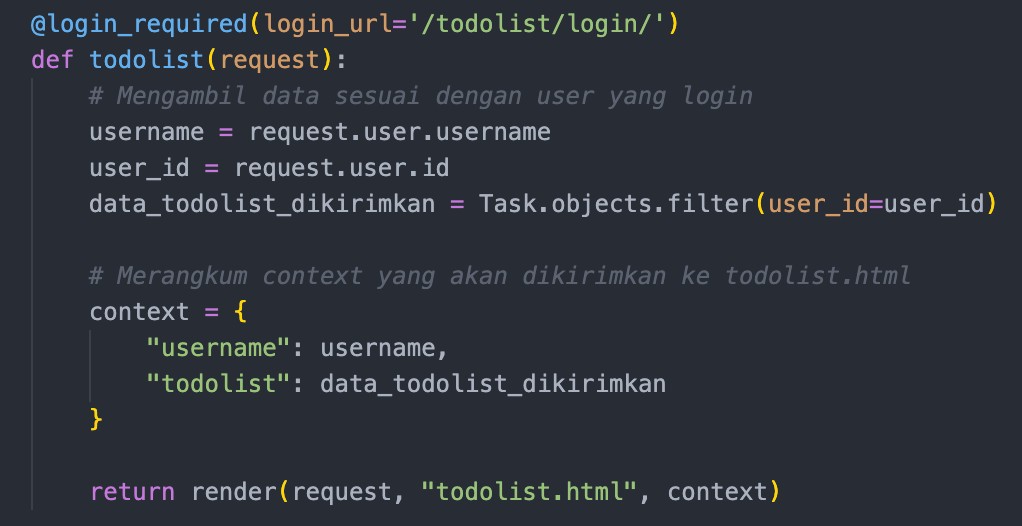 @login_required(login_url='/todolist/login/')
def todolist(request):
    # Mengambil data sesuai dengan user yang login
    username = request.user.username
    user_id = request.user.id
    data_todolist_dikirimkan = Task.objects.filter(user_id=user_id)

    # Merangkum context yang akan dikirimkan ke todolist.html
    context = {
        "username": username,
        "todolist": data_todolist_dikirimkan
    }

    return render(request, "todolist.html", context)